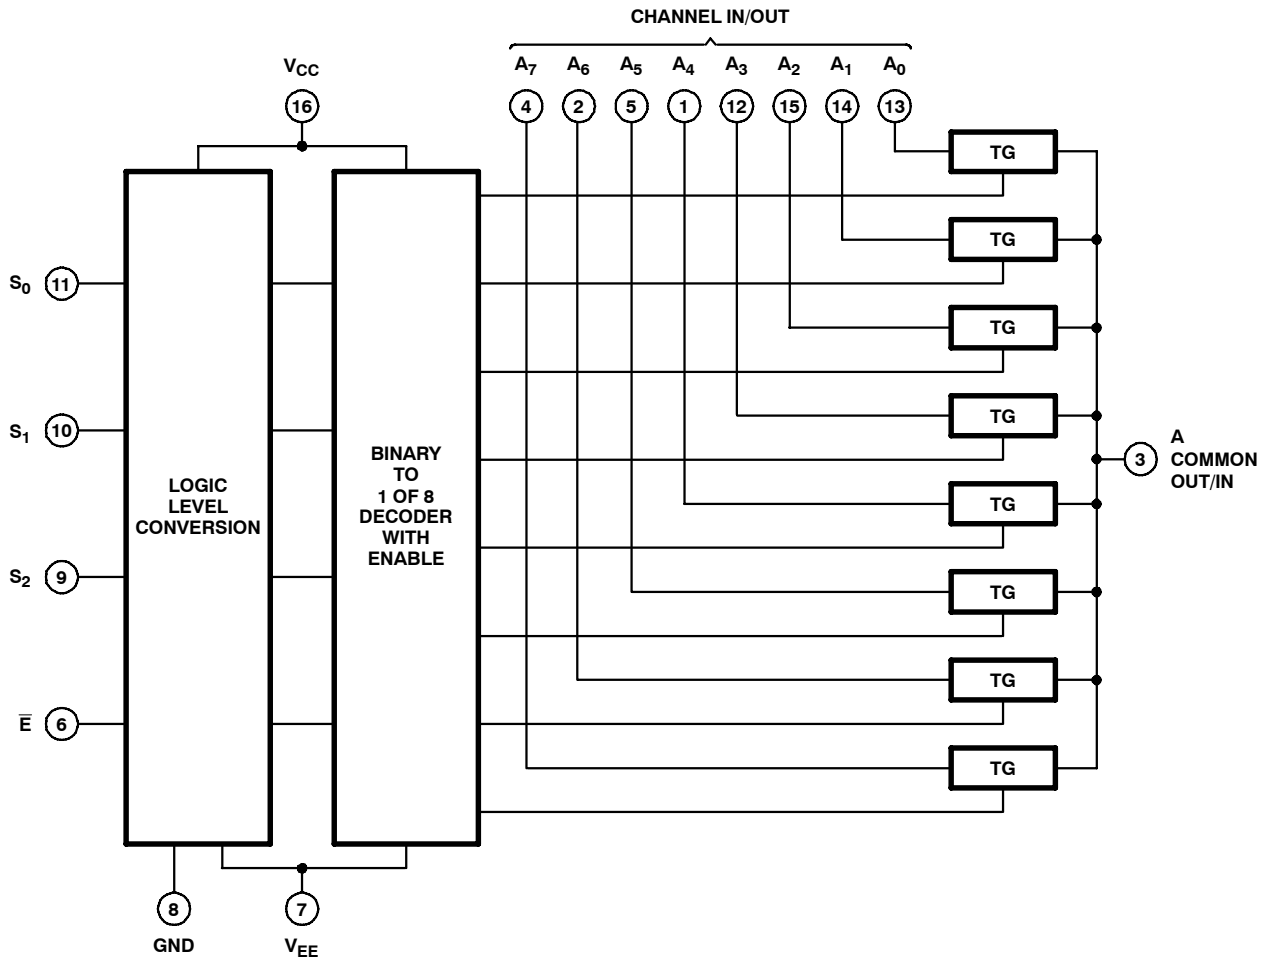 CHANNEL IN/OUT
VCC A7 A6 A5 A4 A3 A2 A1 A0
16 4 2 5 1 12 15 14 13
TG
TG
S0 11
TG
TG
S1 10
BINARY
TO
1 OF 8
DECODER
WITH
ENABLE
LOGIC
LEVEL
CONVERSION
3
A
COMMON
OUT/IN
TG
S2 9
TG
TG
E̅ 6
TG
8 7
GND VEE